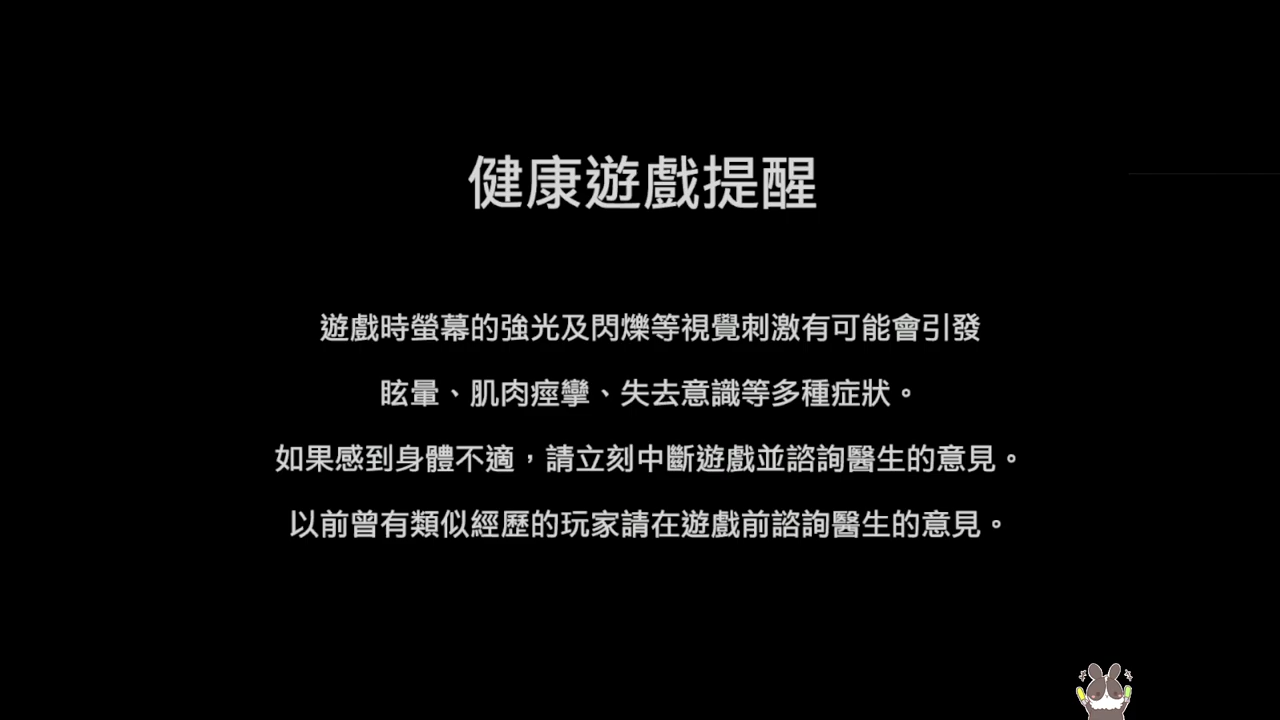 健康遊戲提醒
遊戲時螢幕的強光及閃爍等視覺刺激有可能會引發
眩暈、肌肉痙攣、失去意識等多種症狀。
如果感到身體不適，請立刻中斷遊戲並諮詢醫生的意見。
以前曾有類似經歷的玩家請在遊戲前諮詢醫生的意見。